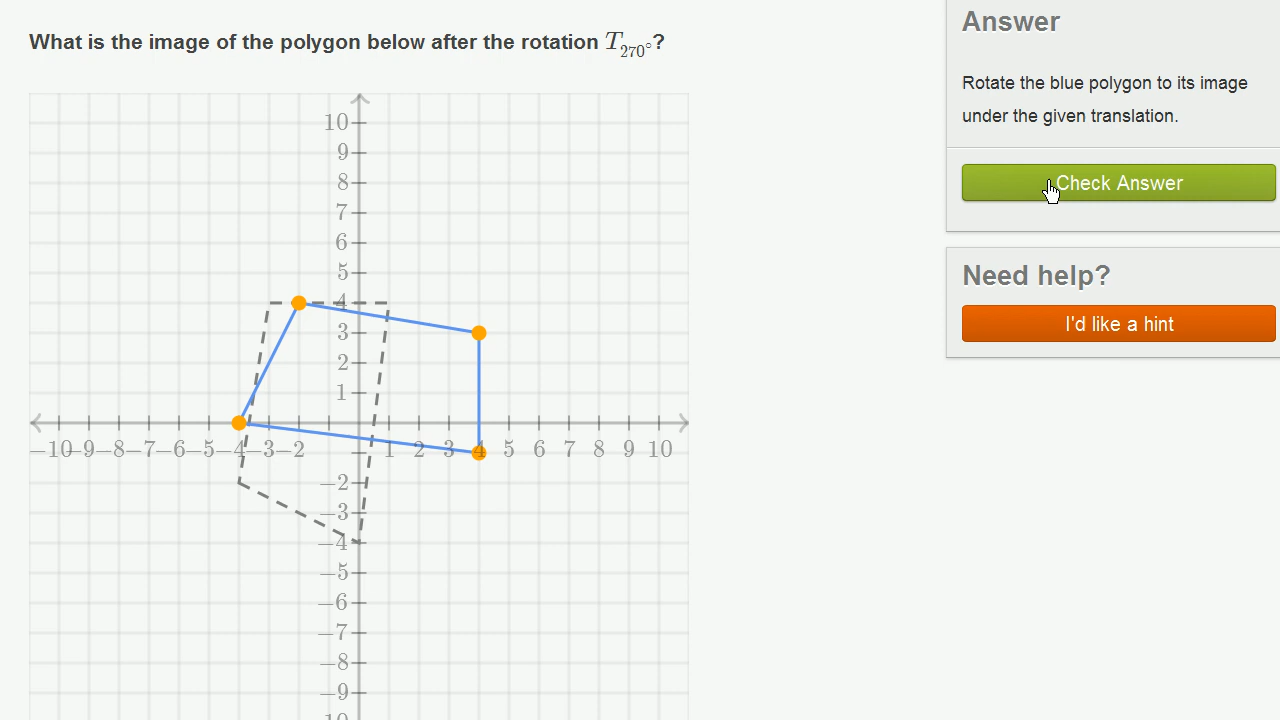 What is the image of the polygon below after the rotation T270°?
10
9
8
7
6
5
4
3
2
1
−10 −9 −8 −7 −6 −5 −4 −3 −2 1 2 3 4 5 6 7 8 9 10
−2
−3
−4
−5
−6
−7
−8
−9
10
Answer
Rotate the blue polygon to its image
under the given translation.
Check Answer
Need help?
I'd like a hint